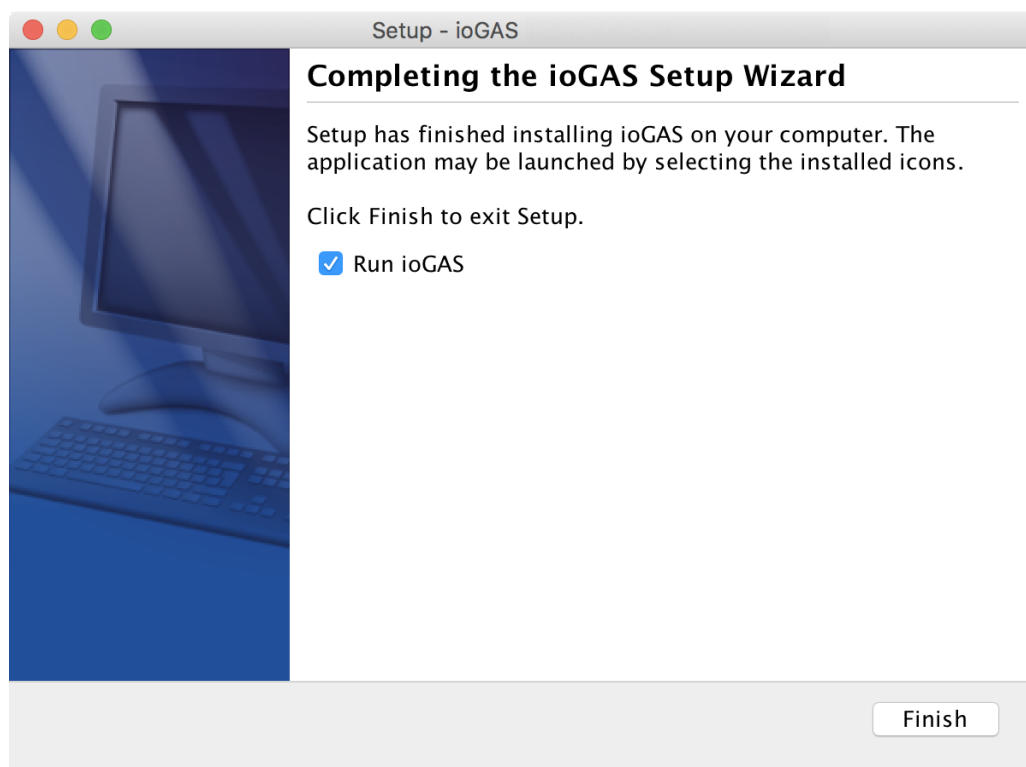 Setup - ioGAS
Completing the ioGAS Setup Wizard
Setup has finished installing ioGAS on your computer. The
application may be launched by selecting the installed icons.
Click Finish to exit Setup.
Run ioGAS
Finish